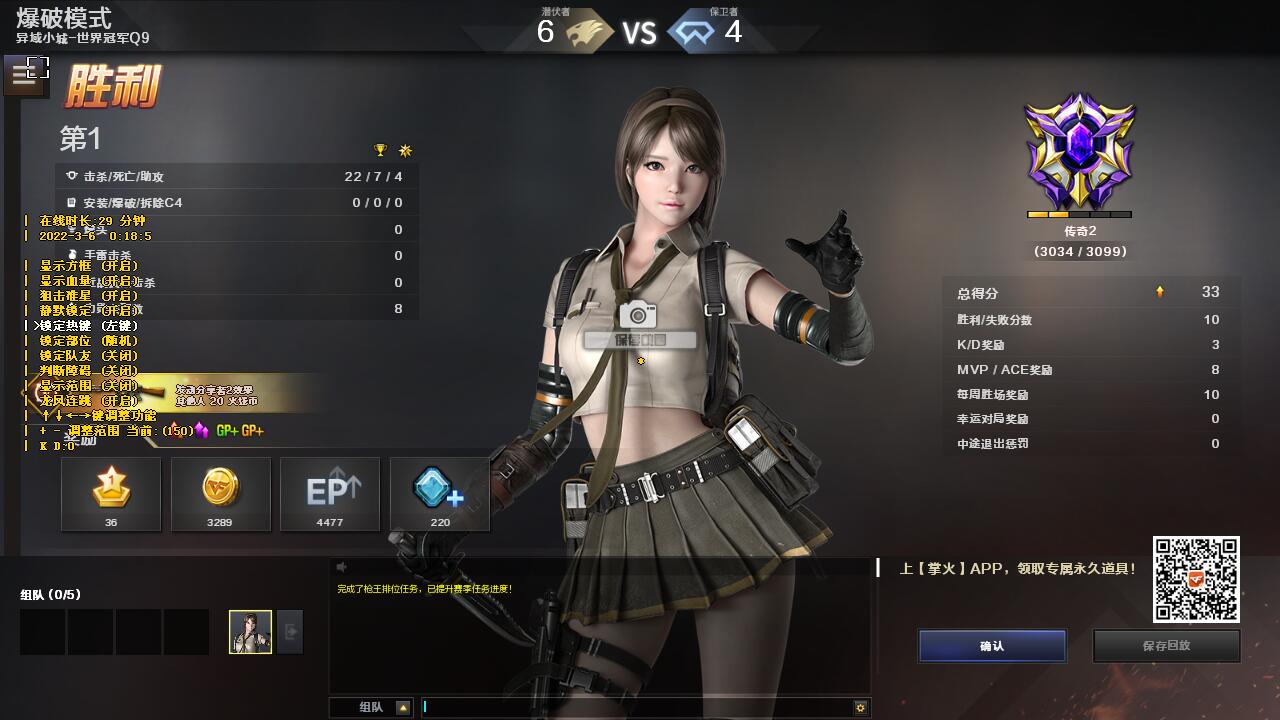 爆破模式
异域小城-世界冠军Q9
潜伏者
6
VS
保卫者
4
胜利
第1
击杀/死亡/助攻 22 / 7 / 4
安装/爆破/拆除C4 0 / 0 / 0
0
手雷击杀 0
0
8
在线时长:29 分钟
2022-3-6 0:18:5
显示方框 (开启)
显示血量 (开启)
狙击准星 (开启)
静默锁定 (开启)
>锁定热键 (左键)
锁定部位 (随机)
锁定队友 (关闭)
判断障碍 (关闭)
显示范围 (关闭)
龙凤连跳 (开启)
↑↓←→键调整功能
+ - 调整范围 当前:(150)
K D:0
GP+ GP+
奖励
1
36
3289
EP
4477
220
传奇2
(3034 / 3099)
总得分 33
胜利/失败分数 10
K/D奖励 3
MVP / ACE奖励 8
每周胜场奖励 10
幸运对局奖励 0
中途退出惩罚 0
组队 (0/5)
完成了枪王排位任务，已提升赛季任务进度！
组队
上【掌火】APP，领取专属永久道具！
确认
保存回放